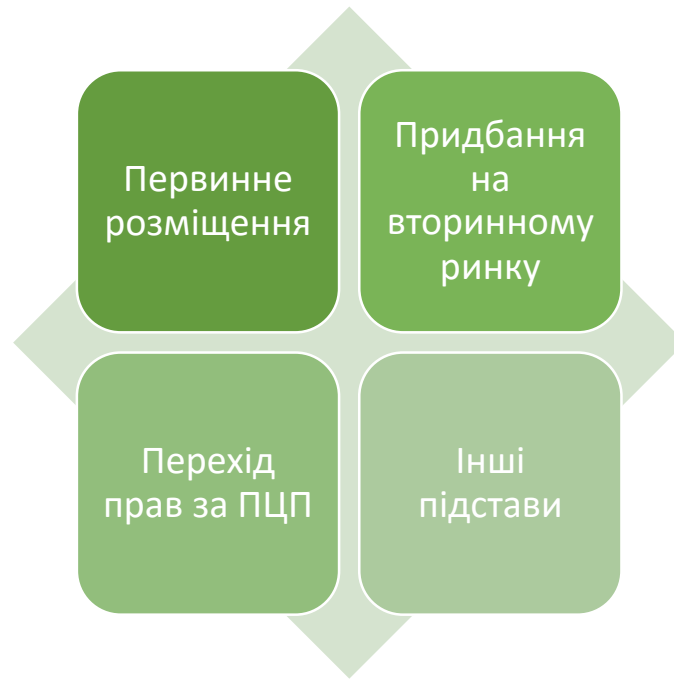 Первинне
розміщення
Придбання
на
вторинному
ринку
Перехід
прав за ПЦП
Інші
підстави